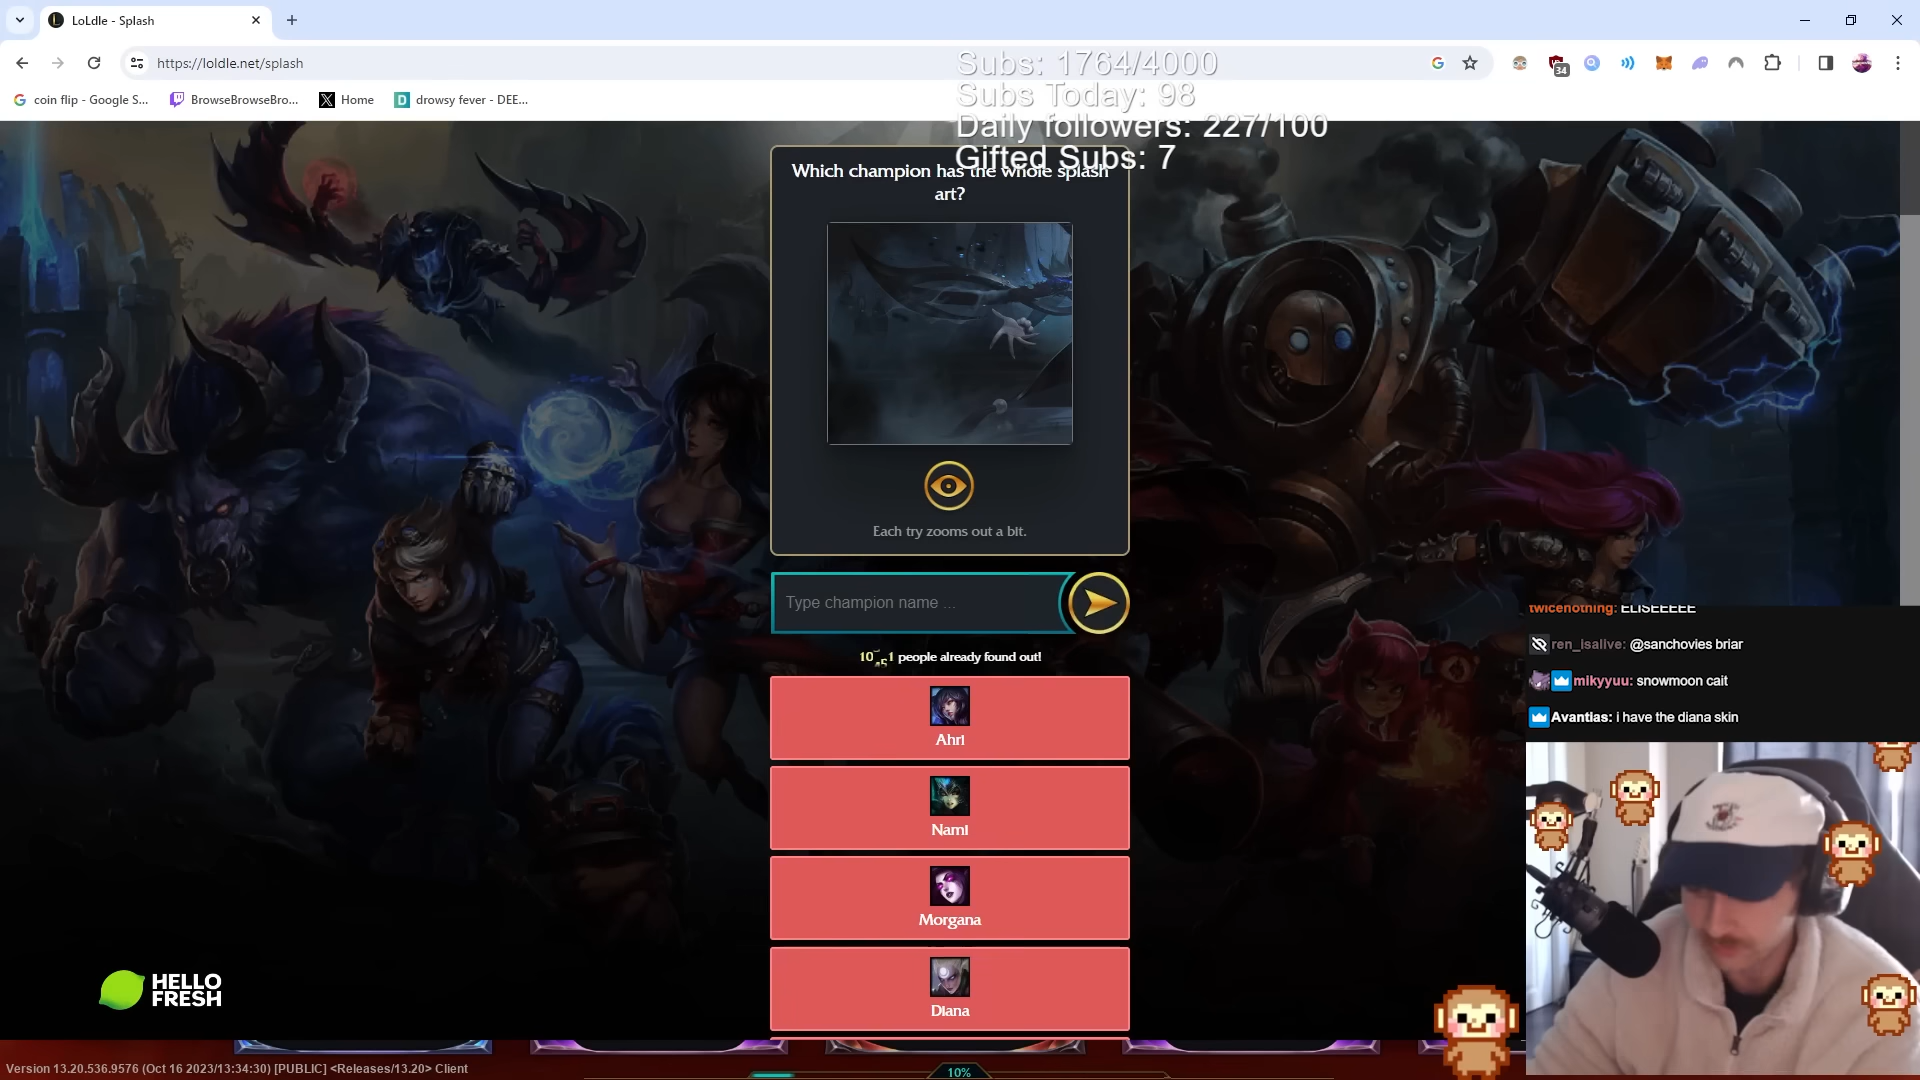 LoLdle - Splash
https://loldle.net/splash
34
coin flip - Google S...
BrowseBrowseBro...
Home
drowsy fever - DEE...
Subs: 1764/4000
Subs Today: 98
Daily followers: 227/100
Gifted Subs: 7
Which champion has the whole splash
art?
Each try zooms out a bit.
Type champion name ...
people already found out!
Ahri
Nami
Morgana
Diana
twicenothing: ELISEEEEE
ren_isalive: @sanchovies briar
mikyyuu: snowmoon cait
Avantias: i have the diana skin
HELLO
FRESH
Version 13.20.536.9576 (Oct 16 2023/13:34:30) [PUBLIC] <Releases/13.20> Client
10%